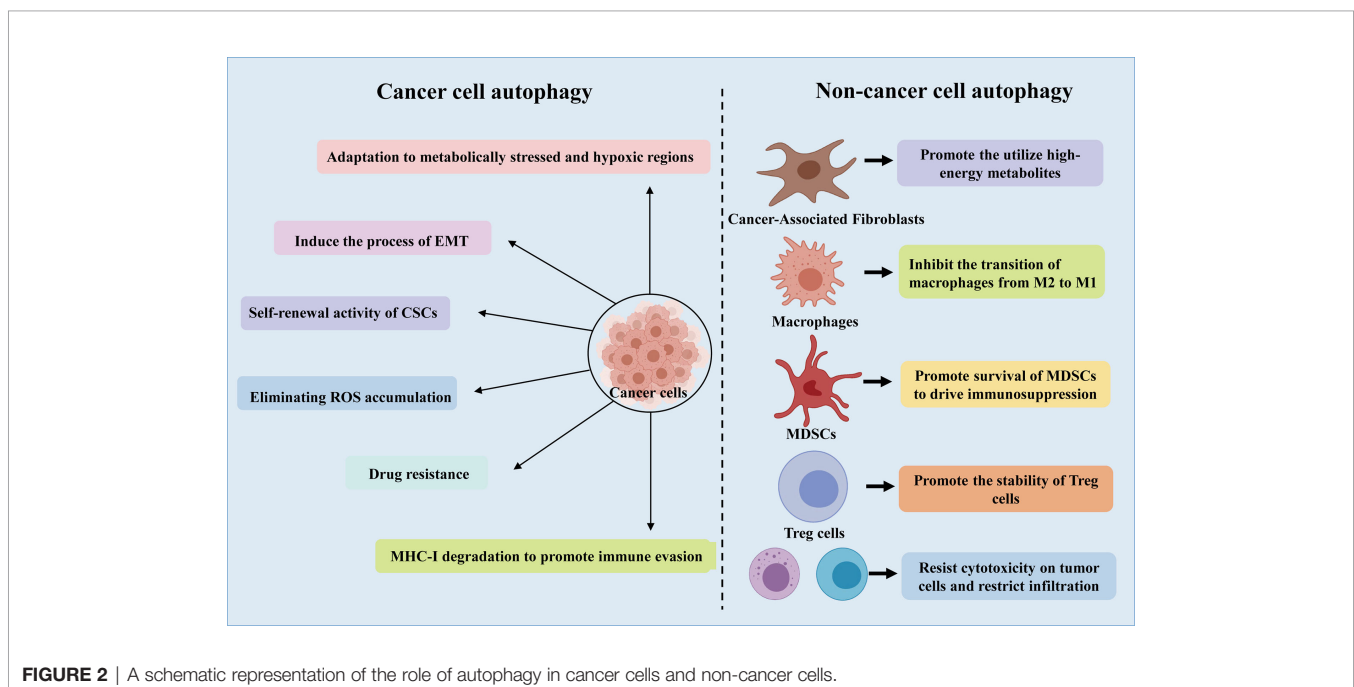 Cancer cell autophagy
Adaptation to metabolically stressed and hypoxic regions
Induce the process of EMT
Self-renewal activity of CSCs
Eliminating ROS accumulation
Drug resistance
MHC-I degradation to promote immune evasion
Cancer cells
Non-cancer cell autophagy
Promote the utilize high-
energy metabolites
Cancer-Associated Fibroblasts
Inhibit the transition of
macrophages from M2 to M1
Macrophages
Promote survival of MDSCs
to drive immunosuppression
MDSCs
Promote the stability of Treg
cells
Treg cells
Resist cytotoxicity on tumor
cells and restrict infiltration
FIGURE 2 | A schematic representation of the role of autophagy in cancer cells and non-cancer cells.